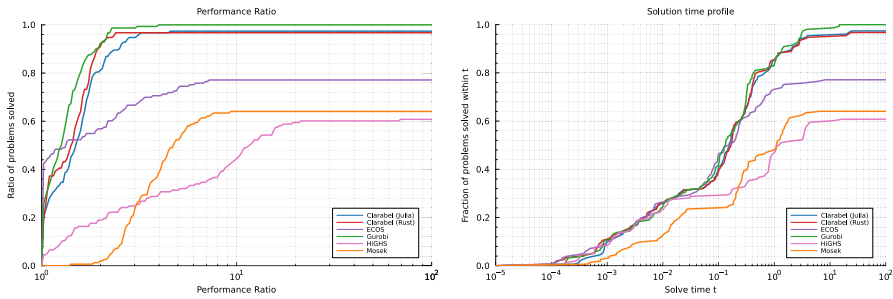 Performance Ratio
Ratio of problems solved
1.0
0.8
0.6
0.4
0.2
0.0
10^0
10^1
10^2
Performance Ratio
Clarabel (Julia)
Clarabel (Rust)
ECOS
Gurobi
HiGHS
Mosek
Solution time profile
Fraction of problems solved within t
1.0
0.8
0.6
0.4
0.2
0.0
10^-5
10^-4
10^-3
10^-2
10^-1
10^0
10^1
10^2
Solve time t
Clarabel (Julia)
Clarabel (Rust)
ECOS
Gurobi
HiGHS
Mosek